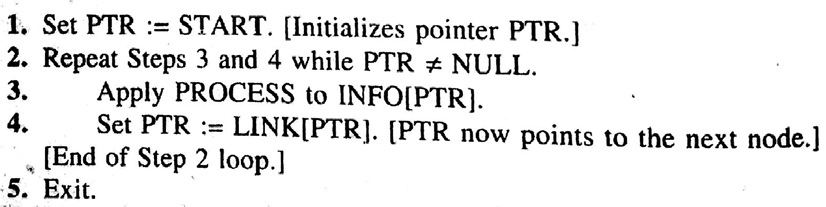 1. Set PTR := START. [Initializes pointer PTR.]
2. Repeat Steps 3 and 4 while PTR ≠ NULL.
3. Apply PROCESS to INFO[PTR].
4. Set PTR := LINK[PTR]. [PTR now points to the next node.]
[End of Step 2 loop.]
5. Exit.